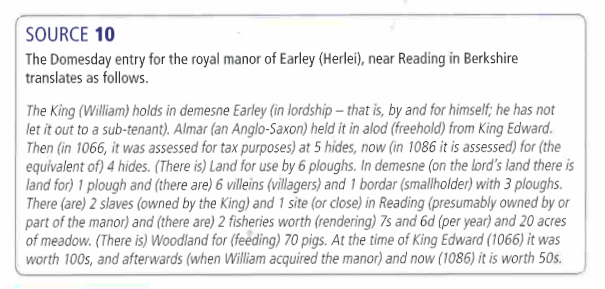 SOURCE 10
The Domesday entry for the royal manor of Earley (Herlei), near Reading in Berkshire
translates as follows.
The King (William) holds in demesne Earley (in lordship – that is, by and for himself; he has not
let it out to a sub-tenant). Almar (an Anglo-Saxon) held it in alod (freehold) from King Edward.
Then (in 1066, it was assessed for tax purposes) at 5 hides, now (in 1086 it is assessed) for (the
equivalent of) 4 hides. (There is) Land for use by 6 ploughs. In demesne (on the lord's land there is
land for) 1 plough and (there are) 6 villeins (villagers) and 1 bordar (smallholder) with 3 ploughs.
There (are) 2 slaves (owned by the King) and 1 site (or close) in Reading (presumably owned by or
part of the manor) and (there are) 2 fisheries worth (rendering) 7s and 6d (per year) and 20 acres
of meadow. (There is) Woodland for (feeding) 70 pigs. At the time of King Edward (1066) it was
worth 100s, and afterwards (when William acquired the manor) and now (1086) it is worth 50s.